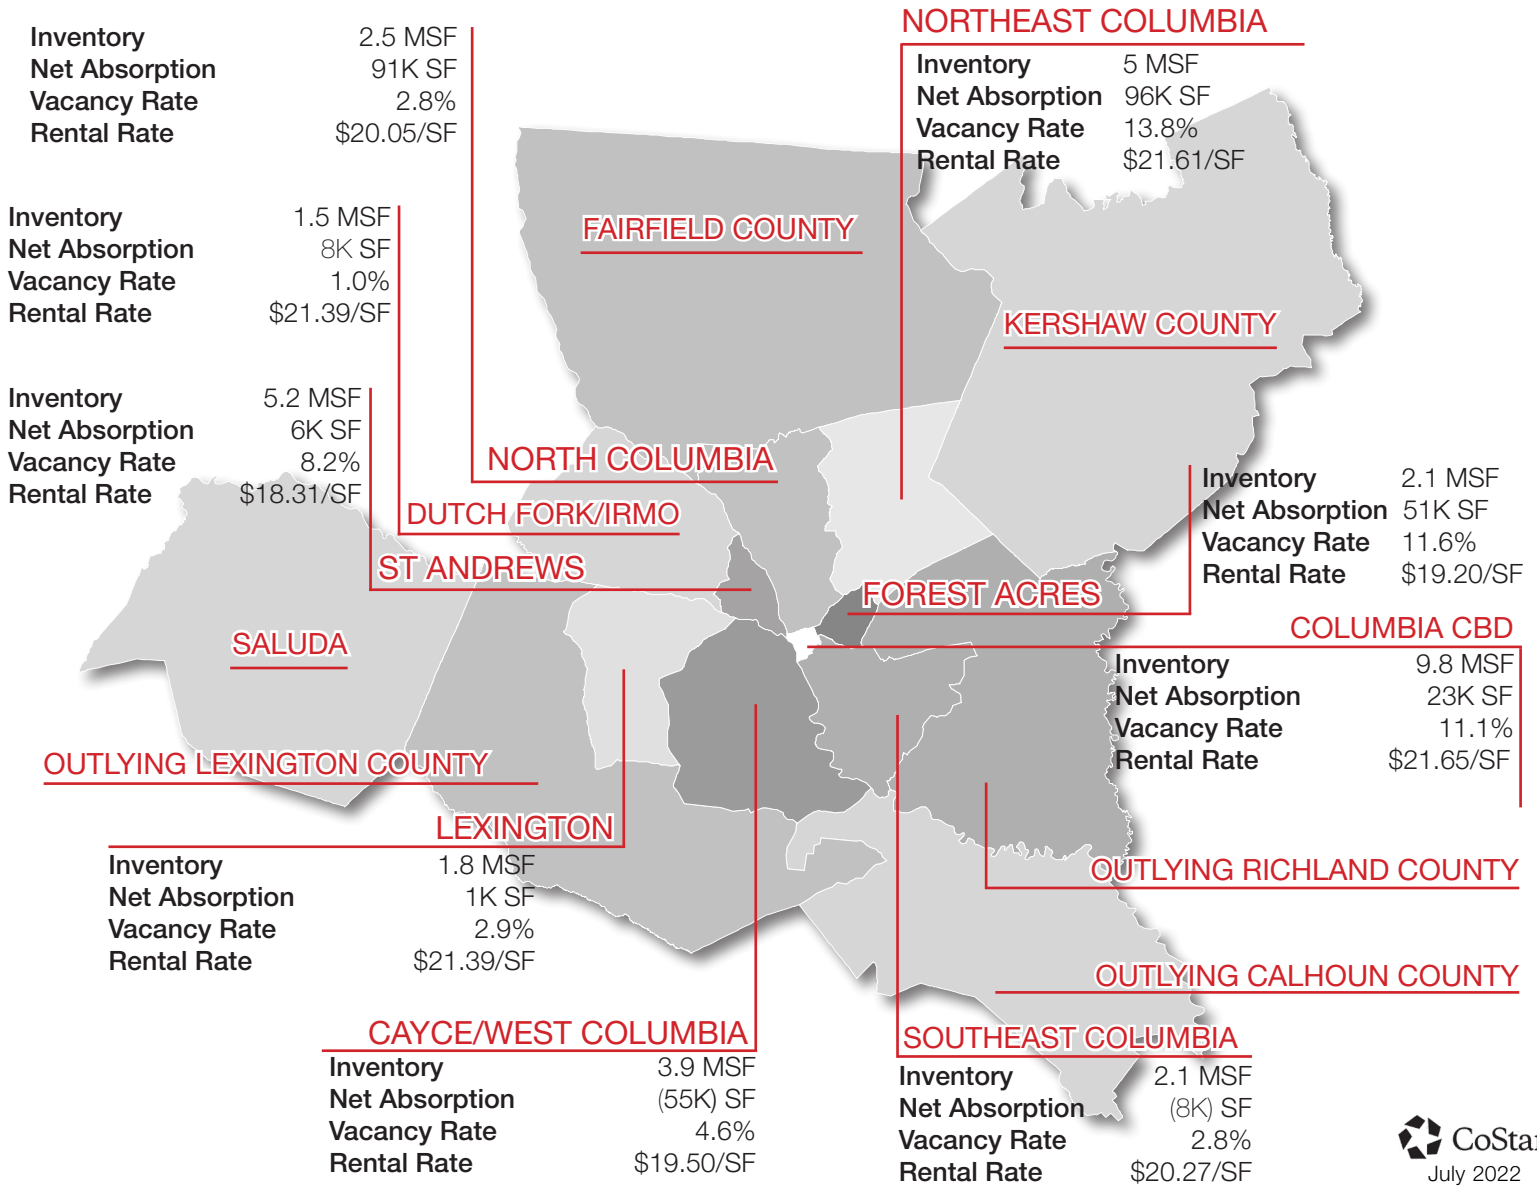 Inventory 2.5 MSF
Net Absorption 91K SF
Vacancy Rate 2.8%
Rental Rate $20.05/SF
NORTHEAST COLUMBIA
Inventory 5 MSF
Net Absorption 96K SF
Vacancy Rate 13.8%
Rental Rate $21.61/SF
Inventory 1.5 MSF
Net Absorption 8K SF
Vacancy Rate 1.0%
Rental Rate $21.39/SF
FAIRFIELD COUNTY
KERSHAW COUNTY
Inventory 5.2 MSF
Net Absorption 6K SF
Vacancy Rate 8.2%
Rental Rate $18.31/SF
NORTH COLUMBIA
DUTCH FORK/IRMO
ST ANDREWS
Inventory 2.1 MSF
Net Absorption 51K SF
Vacancy Rate 11.6%
Rental Rate $19.20/SF
FOREST ACRES
SALUDA
COLUMBIA CBD
Inventory 9.8 MSF
Net Absorption 23K SF
Vacancy Rate 11.1%
Rental Rate $21.65/SF
OUTLYING LEXINGTON COUNTY
LEXINGTON
Inventory 1.8 MSF
Net Absorption 1K SF
Vacancy Rate 2.9%
Rental Rate $21.39/SF
OUTLYING RICHLAND COUNTY
OUTLYING CALHOUN COUNTY
CAYCE/WEST COLUMBIA
Inventory 3.9 MSF
Net Absorption (55K) SF
Vacancy Rate 4.6%
Rental Rate $19.50/SF
SOUTHEAST COLUMBIA
Inventory 2.1 MSF
Net Absorption (8K) SF
Vacancy Rate 2.8%
Rental Rate $20.27/SF
CoStar
July 2022